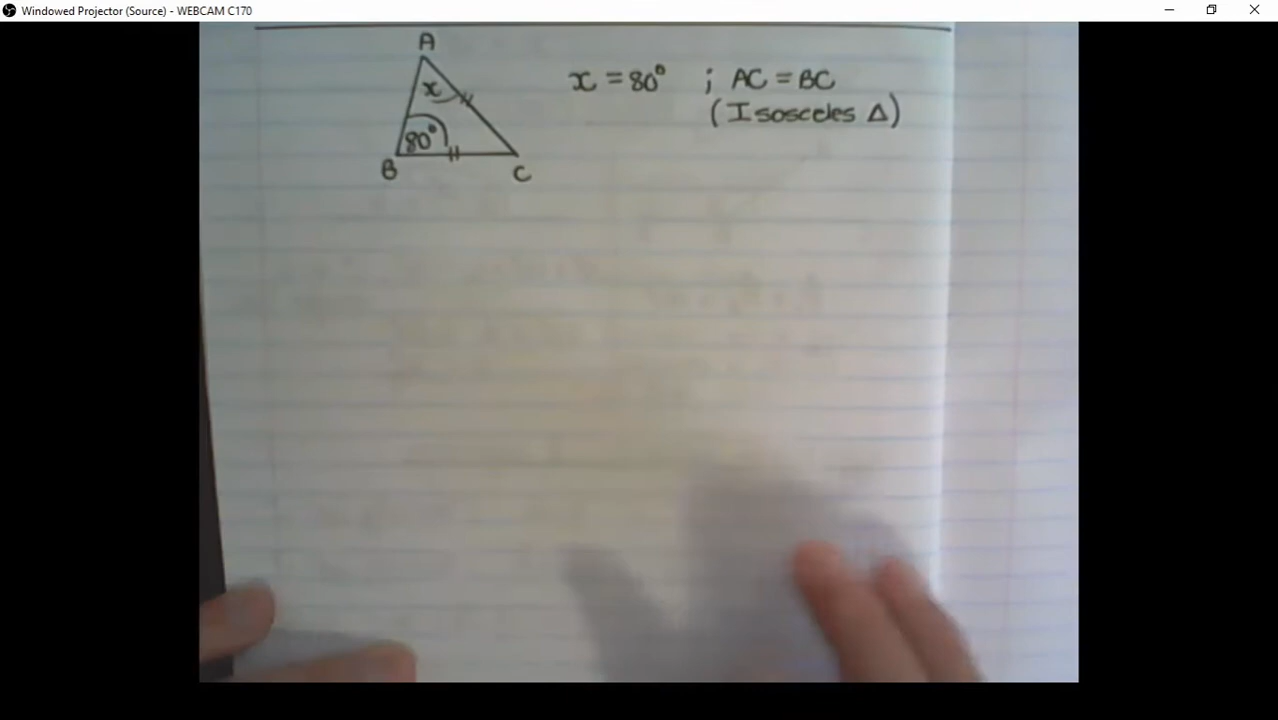 Windowed Projector (Source) - WEBCAM C170
A
x = 80° ; AC = BC
x
(Isosceles Δ)
80°
B
C